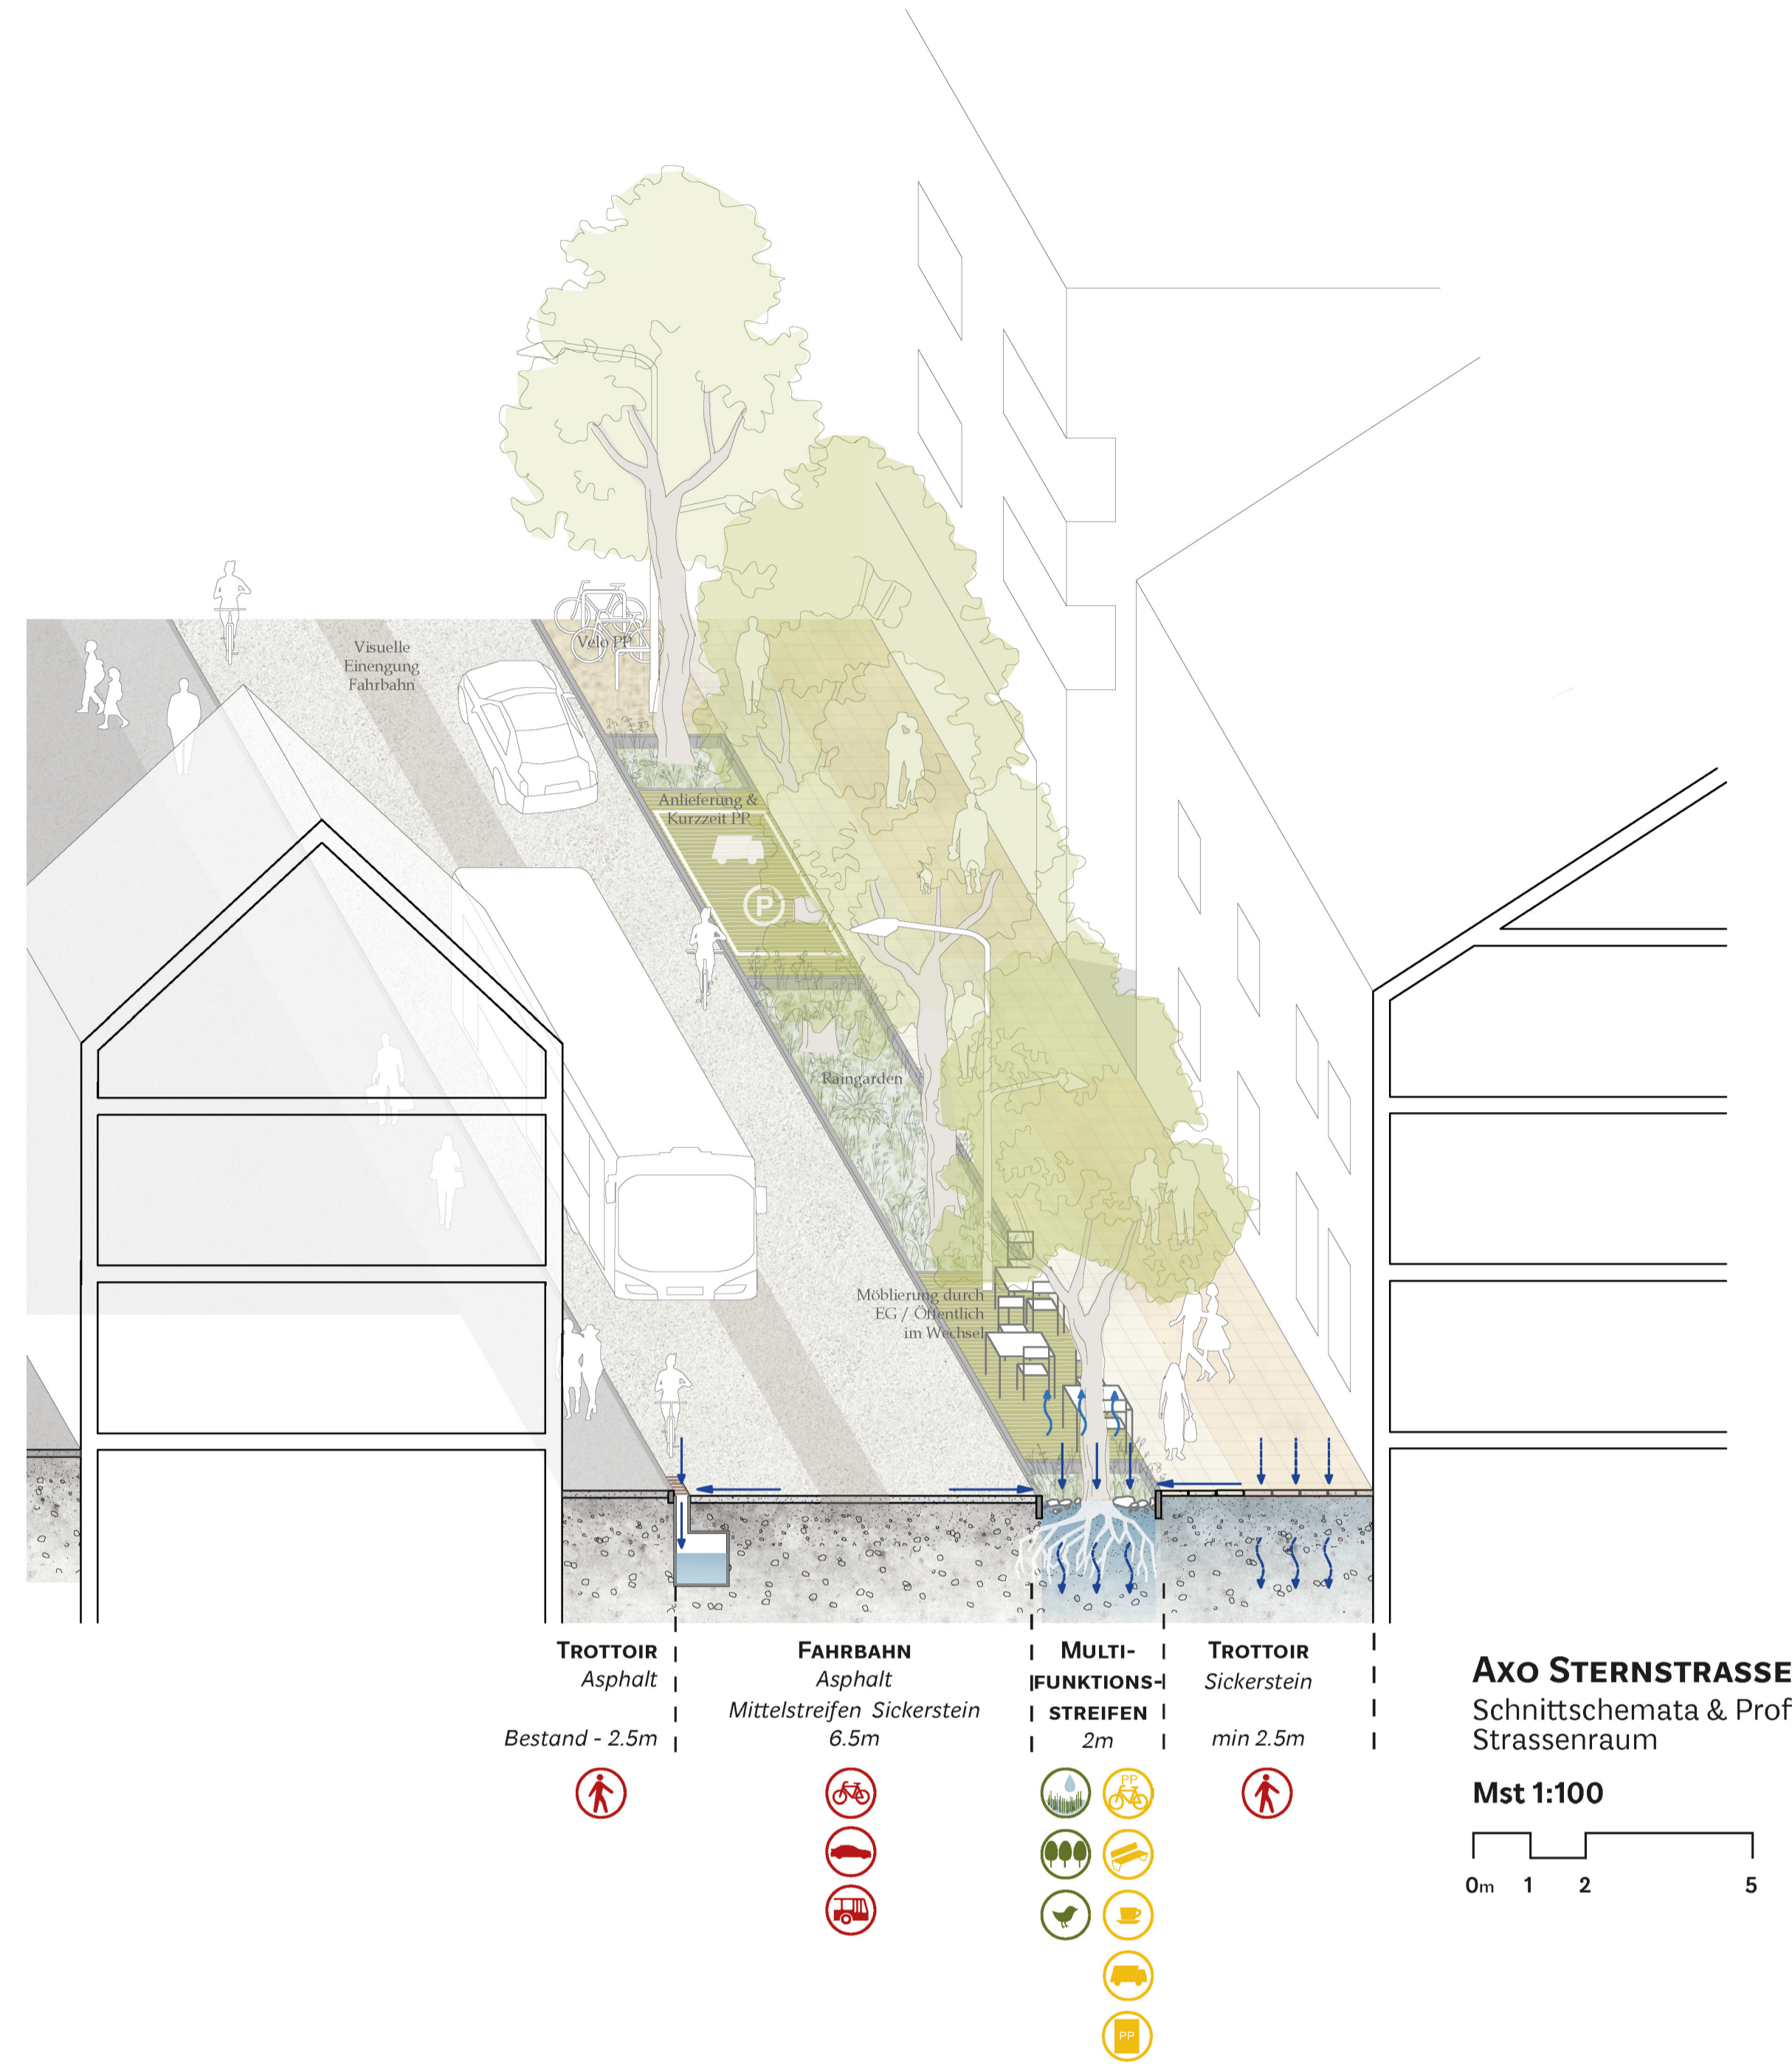 Visuelle
Einengung
Fahrbahn
Velo PP
Anlieferung &
Kurzzeit PP
P
Raingarden
Möblierung durch
EG / Öffentlich
im Wechsel
TROTTOIR
Asphalt
Bestand - 2.5m
FAHRBAHN
Asphalt
Mittelstreifen Sickerstein
6.5m
MULTI-
FUNKTIONS-
STREIFEN
2m
TROTTOIR
Sickerstein
min 2.5m
PP
PP
AXO STERNSTRASSE
Schnittschemata & Prof
Strassenraum
Mst 1:100
0m 1 2 5